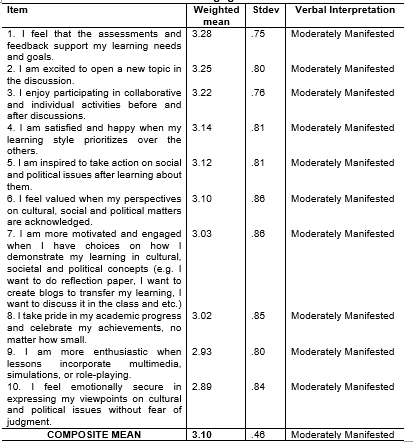 Item Weighted mean Stdev Verbal Interpretation
1. I feel that the assessments and 3.28 .75 Moderately Manifested
feedback support my learning needs
and goals.
2. I am excited to open a new topic in 3.25 .80 Moderately Manifested
the discussion.
3. I enjoy participating in collaborative 3.22 .76 Moderately Manifested
and individual activities before and
after discussions.
4. I am satisfied and happy when my 3.14 .81 Moderately Manifested
learning style prioritizes over the
others.
5. I am inspired to take action on social 3.12 .81 Moderately Manifested
and political issues after learning about
them.
6. I feel valued when my perspectives 3.10 .86 Moderately Manifested
on cultural, social and political matters
are acknowledged.
7. I am more motivated and engaged 3.03 .86 Moderately Manifested
when I have choices on how I
demonstrate my learning in cultural,
societal and political concepts (e.g. I
want to do reflection paper, I want to
create blogs to transfer my learning, I
want to discuss it in the class and etc.)
8. I take pride in my academic progress 3.02 .85 Moderately Manifested
and celebrate my achievements, no
matter how small.
9. I am more enthusiastic when 2.93 .80 Moderately Manifested
lessons incorporate multimedia,
simulations, or role-playing.
10. I feel emotionally secure in 2.89 .84 Moderately Manifested
expressing my viewpoints on cultural
and political issues without fear of
judgment.
COMPOSITE MEAN 3.10 .46 Moderately Manifested